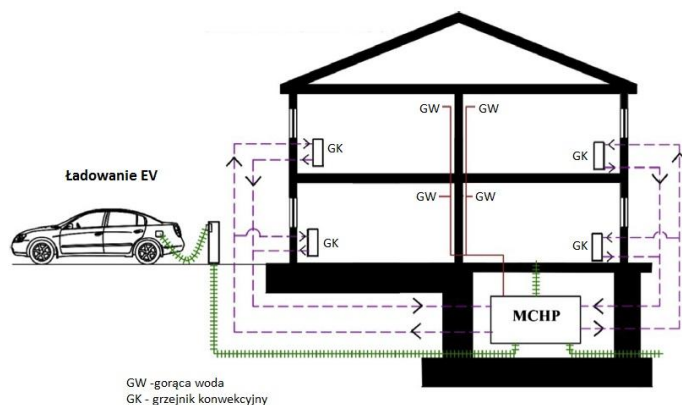 GW
GW
GK
GK
Ładowanie EV
GW
GW
GK
GK
MCHP
GW -gorąca woda
GK - grzejnik konwekcyjny